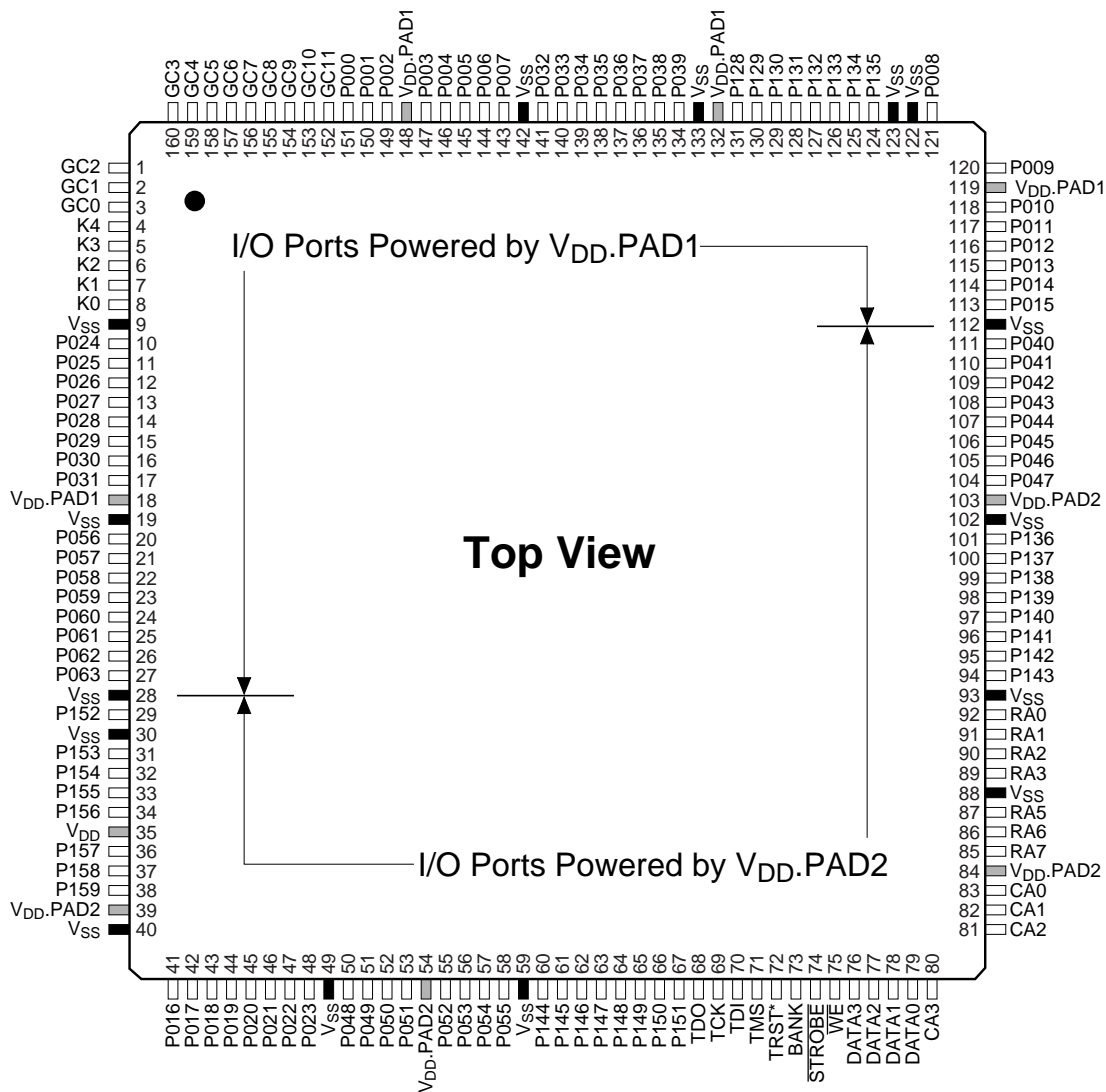 GC3
GC4
GC5
GC6
GC7
GC8
GC9
GC10
GC11
P000
P001
P002
VDD.PAD1
P003
P004
P005
P006
P007
VSS
P032
P033
P034
P035
P036
P037
P038
P039
VSS
VDD.PAD1
P128
P129
P130
P131
P132
P133
P134
P135
VSS
VSS
P008
160
159
158
157
156
155
154
153
152
151
150
149
148
147
146
145
144
143
142
141
140
139
138
137
136
135
134
133
132
131
130
129
128
127
126
125
124
123
122
121
GC2 1
GC1 2
GC0 3
K4 4
K3 5
K2 6
K1 7
K0 8
VSS 9
P024 10
P025 11
P026 12
P027 13
P028 14
P029 15
P030 16
P031 17
VDD.PAD1 18
VSS 19
P056 20
P057 21
P058 22
P059 23
P060 24
P061 25
P062 26
P063 27
VSS 28
P152 29
VSS 30
P153 31
P154 32
P155 33
P156 34
VDD 35
P157 36
P158 37
P159 38
VDD.PAD2 39
VSS 40
I/O Ports Powered by VDD.PAD1
Top View
I/O Ports Powered by VDD.PAD2
120 P009
119 VDD.PAD1
118 P010
117 P011
116 P012
115 P013
114 P014
113 P015
112 VSS
111 P040
110 P041
109 P042
108 P043
107 P044
106 P045
105 P046
104 P047
103 VDD.PAD2
102 VSS
101 P136
100 P137
99 P138
98 P139
97 P140
96 P141
95 P142
94 P143
93 VSS
92 RA0
91 RA1
90 RA2
89 RA3
88 VSS
87 RA5
86 RA6
85 RA7
84 VDD.PAD2
83 CA0
82 CA1
81 CA2
41
42
43
44
45
46
47
48
49
50
51
52
53
54
55
56
57
58
59
60
61
62
63
64
65
66
67
68
69
70
71
72
73
74
75
76
77
78
79
80
P016
P017
P018
P019
P020
P021
P022
P023
VSS
P048
P049
P050
P051
VDD.PAD2
P052
P053
P054
P055
VSS
P144
P145
P146
P147
P148
P149
P150
P151
TDO
TCK
TDI
TMS
TRST*
BANK
STROBE
WE
DATA3
DATA2
DATA1
DATA0
CA3